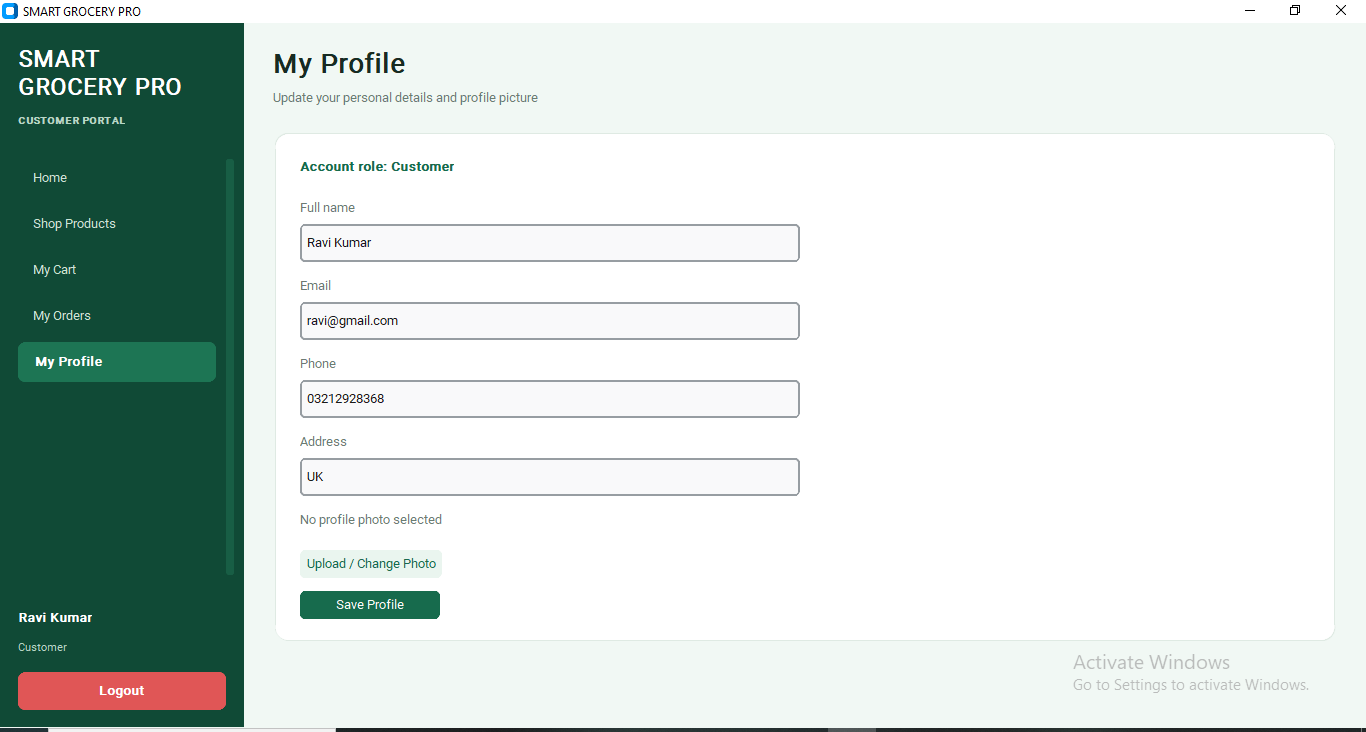 SMART GROCERY PRO
SMART
GROCERY PRO
CUSTOMER PORTAL
Home
Shop Products
My Cart
My Orders
My Profile
Ravi Kumar
Customer
Logout
My Profile
Update your personal details and profile picture
Account role: Customer
Full name
Ravi Kumar
Email
ravi@gmail.com
Phone
03212928368
Address
UK
No profile photo selected
Upload / Change Photo
Save Profile
Activate Windows
Go to Settings to activate Windows.